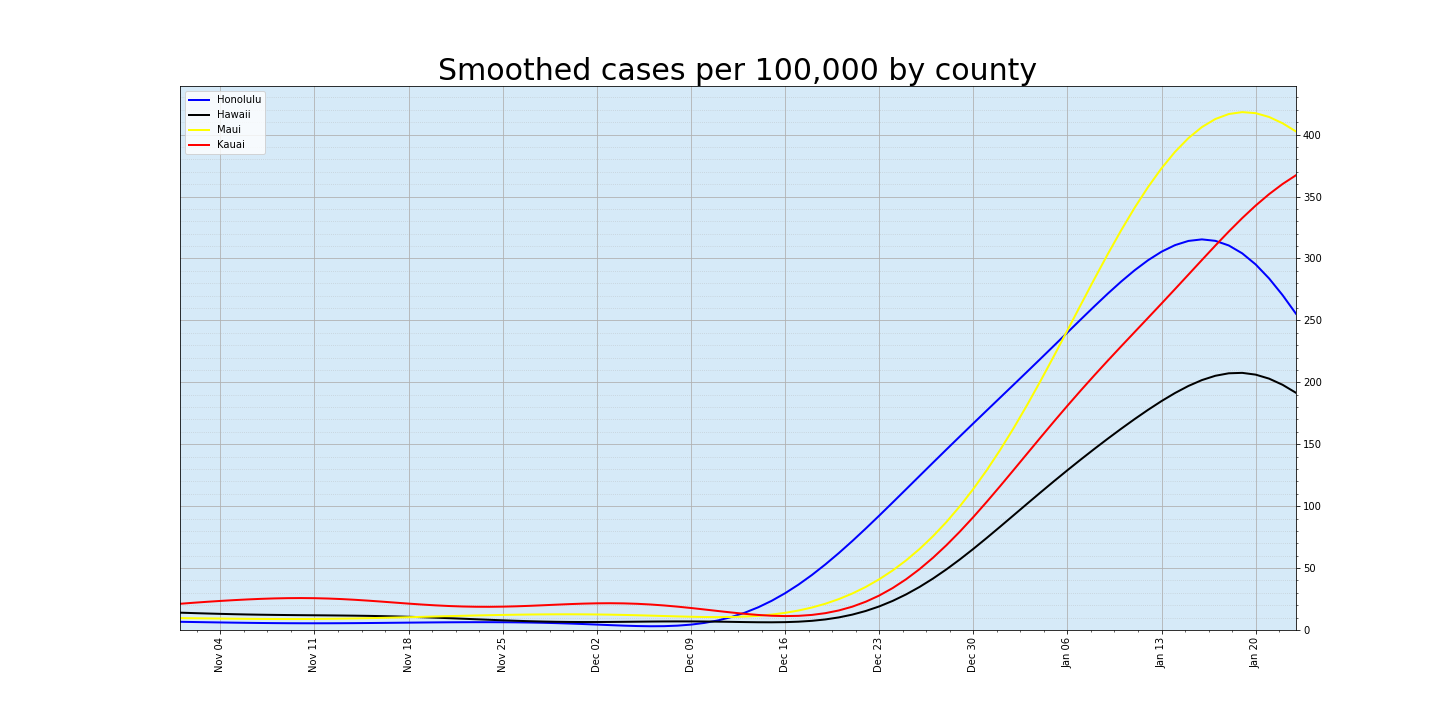 Smoothed cases per 100,000 by county
Honolulu
Hawaii
Maui
Kauai
400
350
300
250
200
150
100
50
0
Nov 04
Nov 11
Nov 18
Nov 25
Dec 02
Dec 09
Dec 16
Dec 23
Dec 30
Jan 06
Jan 13
Jan 20